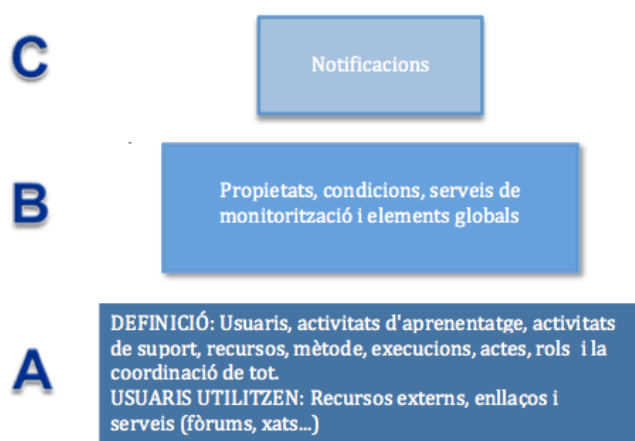 C
Notificacions
B
Propietats, condicions, serveis de
monitorització i elements globals
A
DEFINICIÓ: Usuaris, activitats d'aprenentatge, activitats
de suport, recursos, mètode, execucions, actes, rols i la
coordinació de tot.
USUARIS UTILITZEN: Recursos externs, enllaços i
serveis (fòrums, xats...)